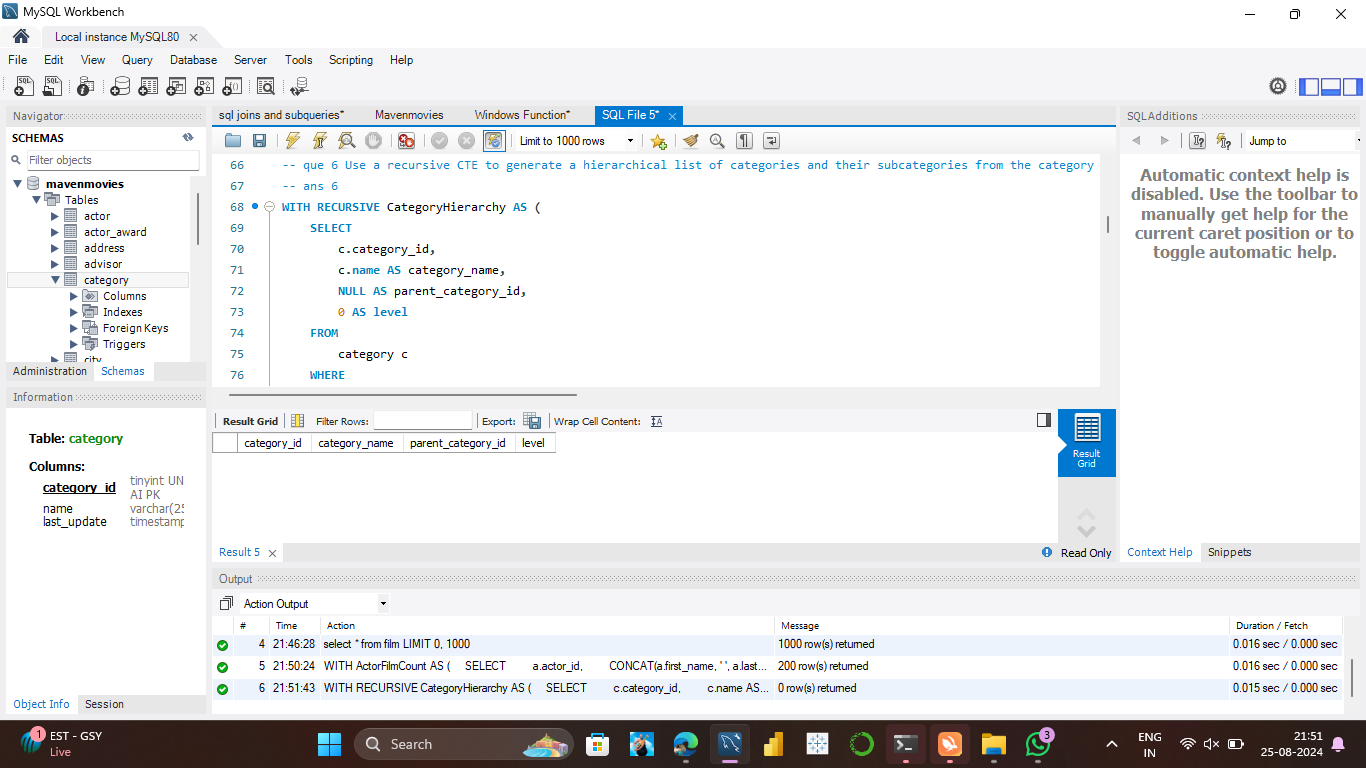 MySQL Workbench
Local instance MySQL80
File Edit View Query Database Server Tools Scripting Help
Navigator
SCHEMAS
Filter objects
mavenmovies
Tables
actor
actor_award
address
advisor
category
Columns
Indexes
Foreign Keys
Triggers
city
Administration Schemas
Information
Table: category
Columns:
category_id tinyint UN
AI PK
name varchar(25
last_update timestamp
Object Info Session
sql joins and subqueries* Mavenmovies Windows Function* SQL File 5*
Limit to 1000 rows
66 -- que 6 Use a recursive CTE to generate a hierarchical list of categories and their subcategories from the category
67 -- ans 6
68 WITH RECURSIVE CategoryHierarchy AS (
69 SELECT
70 c.category_id,
71 c.name AS category_name,
72 NULL AS parent_category_id,
73 0 AS level
74 FROM
75 category c
76 WHERE
Result Grid Filter Rows: Export: Wrap Cell Content:
category_id category_name parent_category_id level
Result
Grid
Result 5 Read Only
SQLAdditions
Jump to
Automatic context help is
disabled. Use the toolbar to
manually get help for the
current caret position or to
toggle automatic help.
Context Help Snippets
Output
Action Output
# Time Action Message Duration / Fetch
4 21:46:28 select * from film LIMIT 0, 1000 1000 row(s) returned 0.016 sec / 0.000 sec
5 21:50:24 WITH ActorFilmCount AS ( SELECT a.actor_id, CONCAT(a.first_name, ' ', a.last... 200 row(s) returned 0.016 sec / 0.000 sec
6 21:51:43 WITH RECURSIVE CategoryHierarchy AS ( SELECT c.category_id, c.name AS... 0 row(s) returned 0.015 sec / 0.000 sec
1
EST - GSY
Live
Search
3
ENG
IN
21:51
25-08-2024